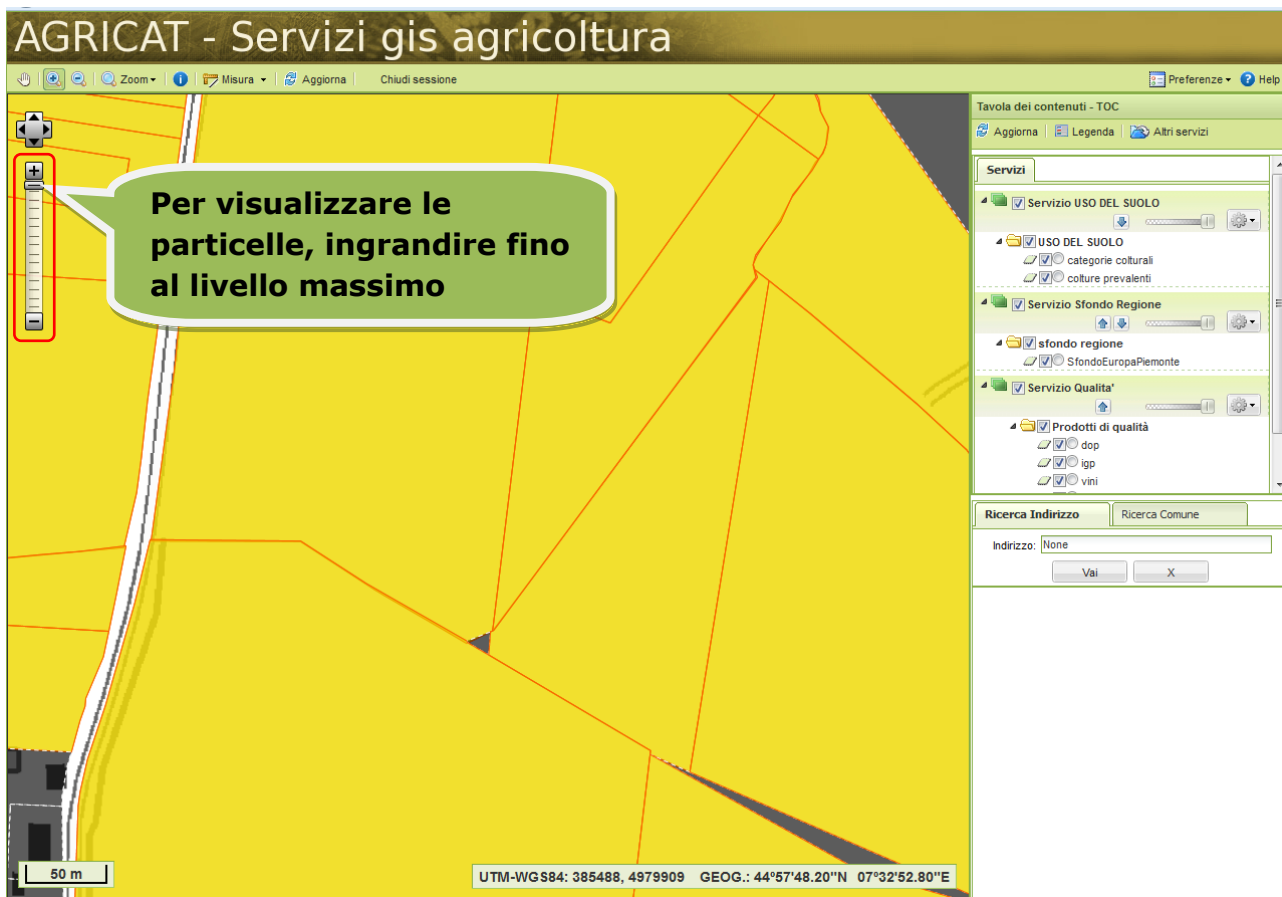 AGRICAT - Servizi gis agricoltura
Zoom
Misura
Aggiorna
Chiudi sessione
Preferenze
Help
Per visualizzare le
particelle, ingrandire fino
al livello massimo
50 m
UTM-WGS84: 385488, 4979909 GEOG.: 44°57'48.20"N 07°32'52.80"E
Tavola dei contenuti - TOC
Aggiorna
Legenda
Altri servizi
Servizi
Servizio USO DEL SUOLO
USO DEL SUOLO
categorie colturali
colture prevalenti
Servizio Sfondo Regione
sfondo regione
SfondoEuropaPiemonte
Servizio Qualita'
Prodotti di qualità
dop
igp
vini
Ricerca Indirizzo
Ricerca Comune
Indirizzo: None
Vai
X